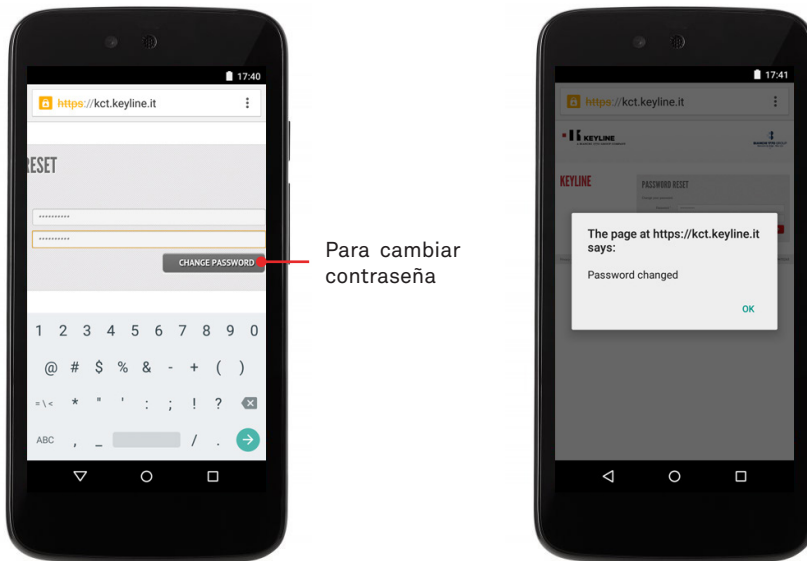 17:40
https://kct.keyline.it
RESET
**********
**********
CHANGE PASSWORD
1 2 3 4 5 6 7 8 9 0
@ # $ % & - + ( )
= \ < * " ' : ; ! ?
ABC , _ / .
Para cambiar
contraseña
17:41
https://kct.keyline.it
KEYLINE
KEYLINE
PASSWORD RESET
The page at https://kct.keyline.it
says:
Password changed
OK